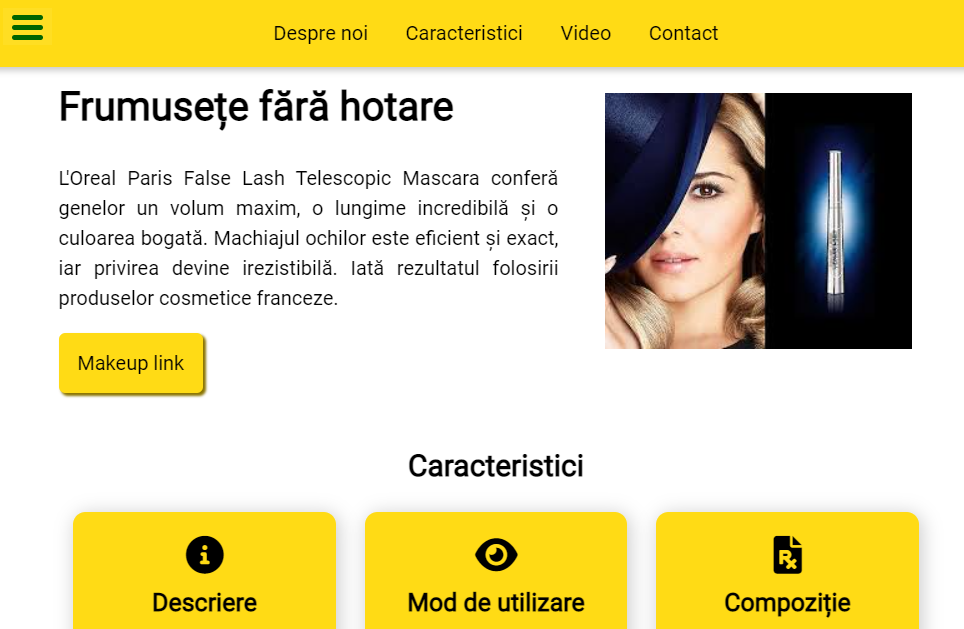 Despre noi Caracteristici Video Contact
Frumusețe fără hotare
L'Oreal Paris False Lash Telescopic Mascara conferă
genelor un volum maxim, o lungime incredibilă și o
culoarea bogată. Machiajul ochilor este eficient și exact,
iar privirea devine irezistibilă. Iată rezultatul folosirii
produselor cosmetice franceze.
Makeup link
Caracteristici
Descriere Mod de utilizare Compoziție